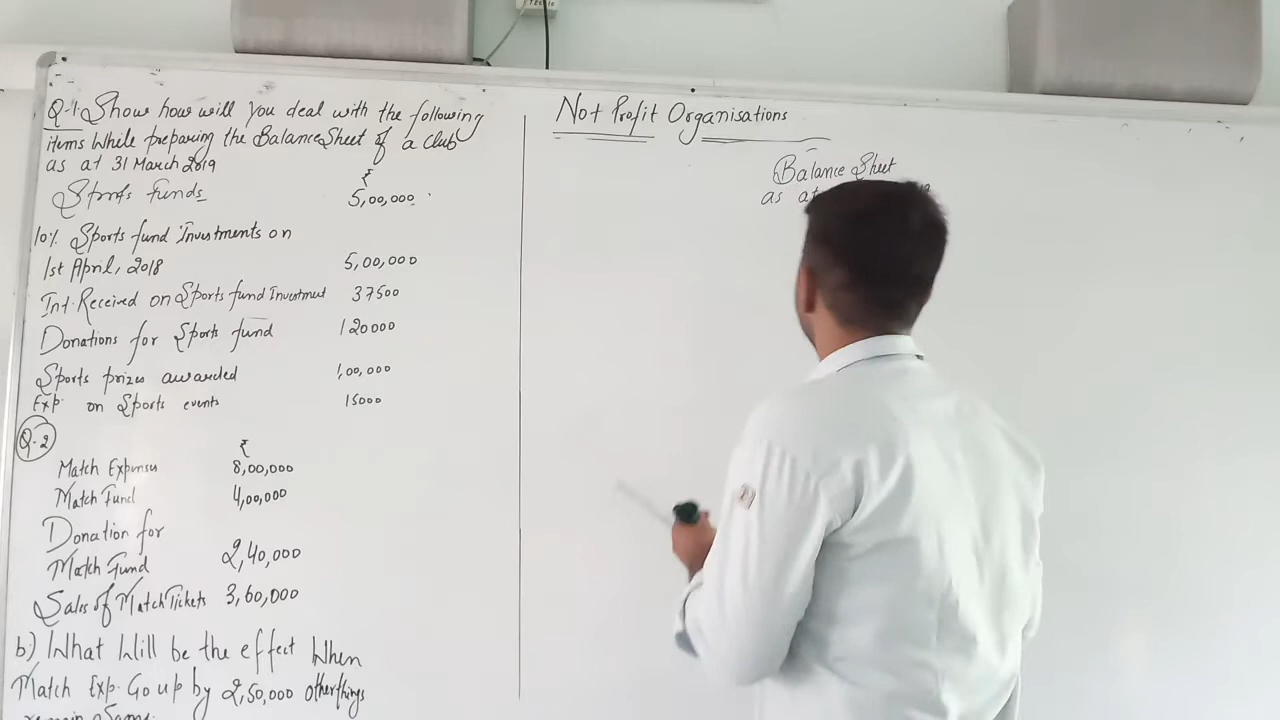 Q-1 Show how will you deal with the following
items While preparing the Balance Sheet of a club
as at 31 March 2019
₹
Sports funds 5,00,000
10% Sports fund Investments on
1st April, 2018 5,00,000
Int. Received on Sports fund Investment 37500
Donations for Sports fund 120000
Sports prizes awarded 1,00,000
Exp. on Sports events 15000
Q-2
₹
Match Expenses 8,00,000
Match Fund 4,00,000
Donation for
Match Fund 2,40,000
Sales of Match Tickets 3,60,000
b.) What Will be the effect When
Match Exp. Go up by 2,50,000 other things
remain Same.
Not Profit Organisations
Balance Sheet
as at